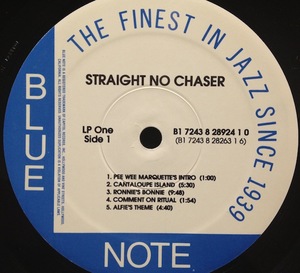 BLUE
NOTE
THE FINEST IN JAZZ SINCE 1939
STRAIGHT NO CHASER
LP One
Side 1
B1 7243 8 28924 1 0
(B1 7243 8 28263 1 6)
1. PEE WEE MARQUETTE'S INTRO (1:00)
2. CANTALOUPE ISLAND (5:30)
3. RONNIE'S BONNIE (9:48)
4. COMMENT ON RITUAL (1:54)
5. ALFIE'S THEME (4:40)